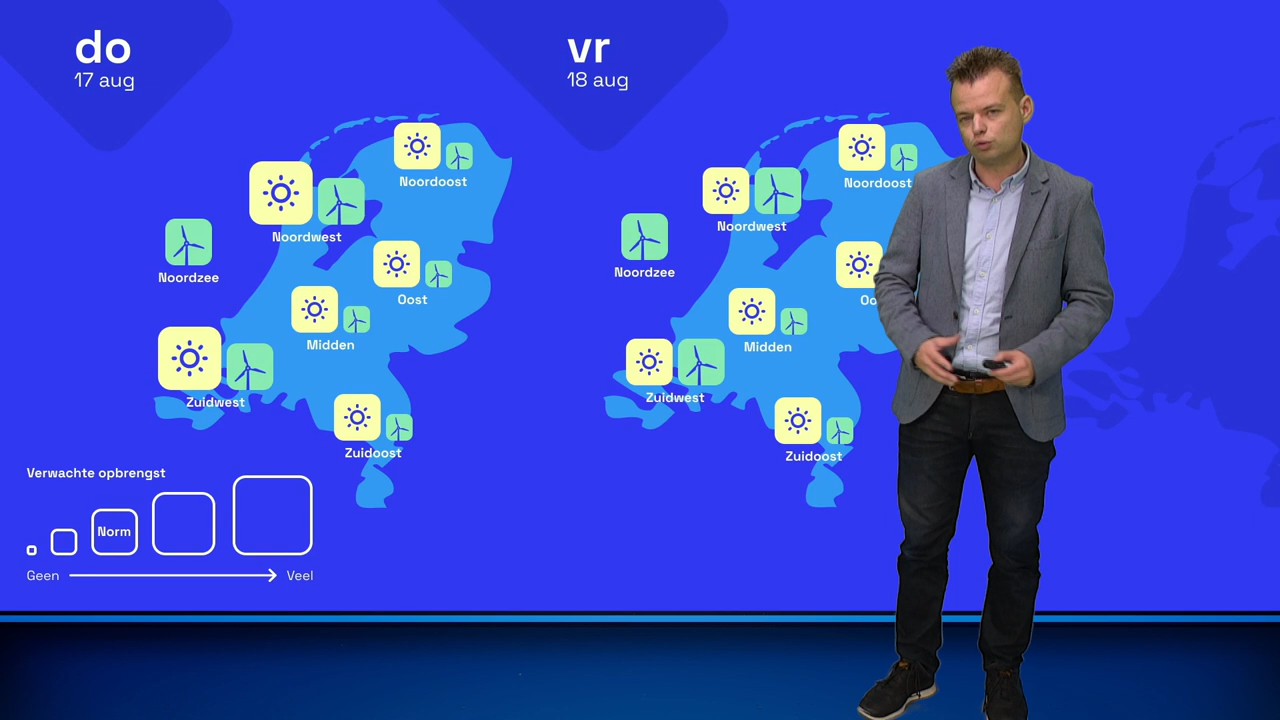 do
17 aug
Noordoost
Noordwest
Noordzee
Oost
Midden
Zuidwest
Zuidoost
Verwachte opbrengst
Norm
Geen
Veel
vr
18 aug
Noordoost
Noordwest
Noordzee
Midden
Zuidwest
Zuidoost